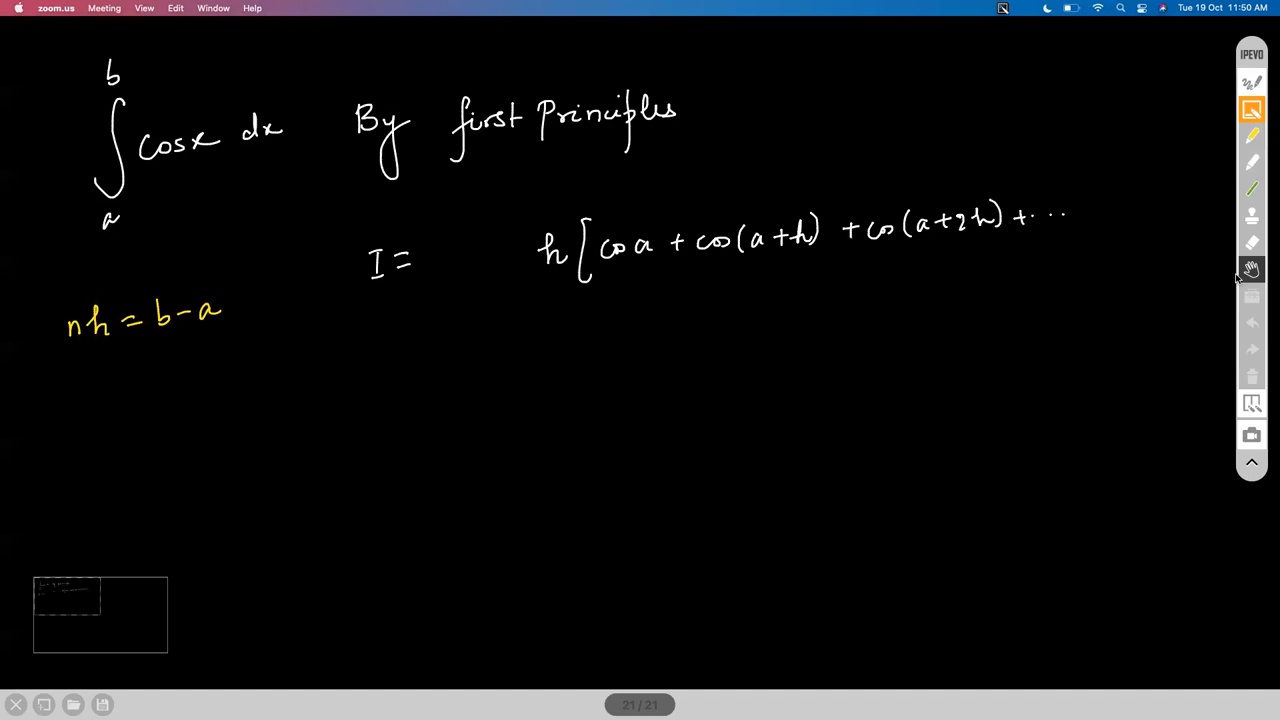 zoom.us Meeting View Edit Window Help Tue 19 Oct 11:50 AM
IPEVO
b
∫ cosx dx By first Principles
a
I = h[cosa + cos(a+h) + cos(a+2h) + ...
nh = b-a
21 / 21